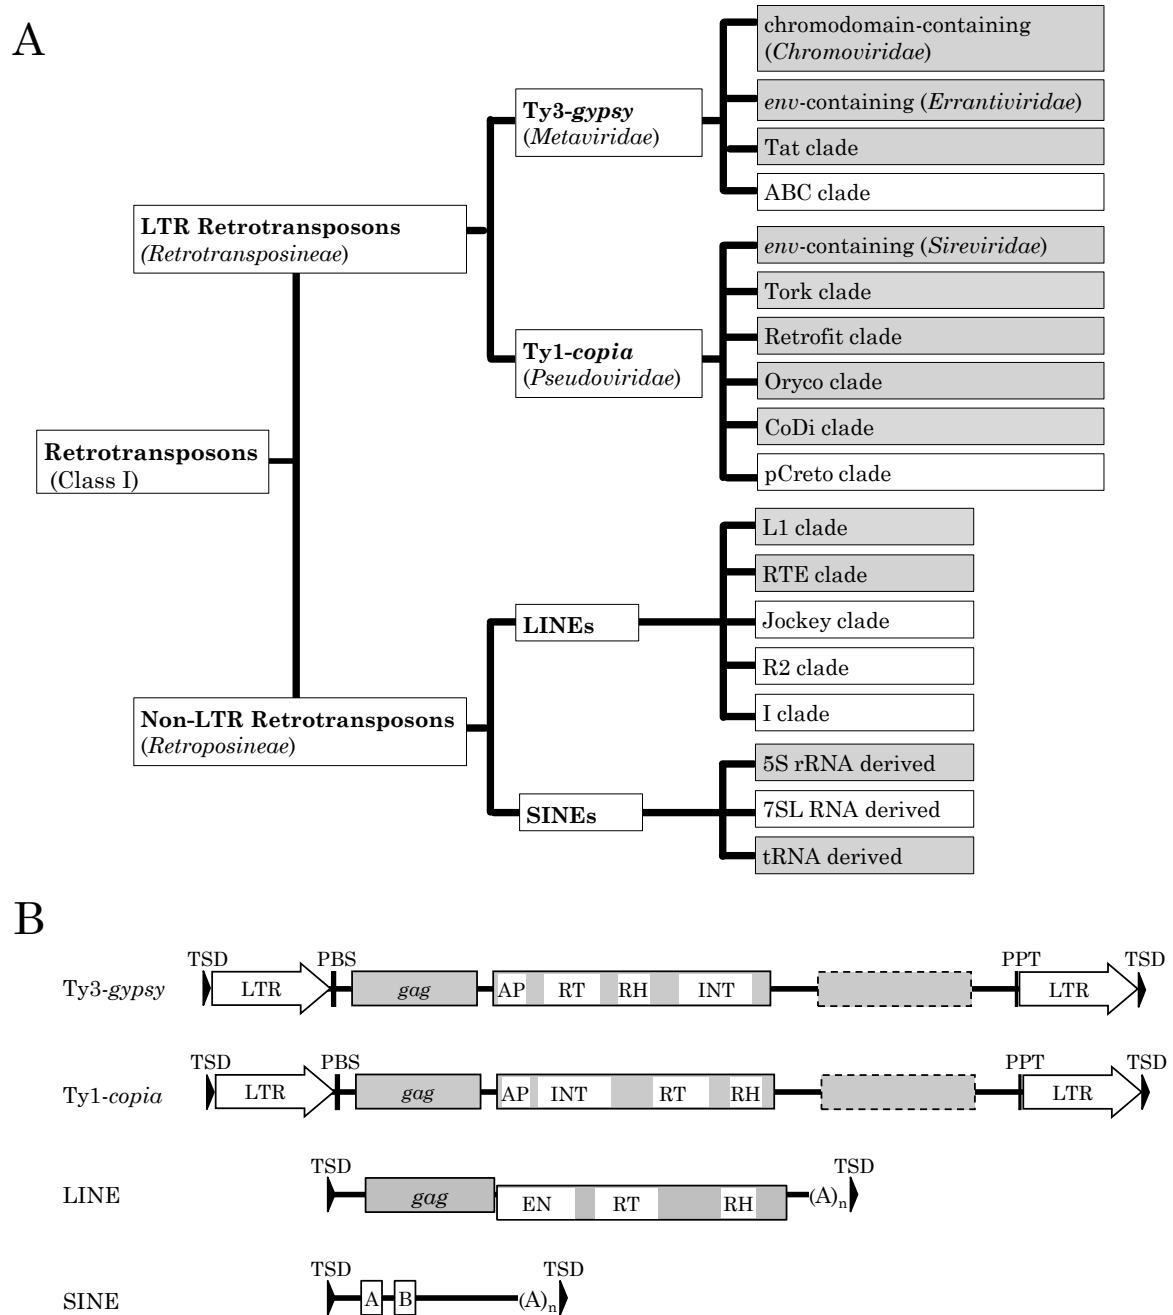 A
chromodomain-containing
(Chromoviridae)
env-containing (Errantiviridae)
Ty3-gypsy
(Metaviridae)
Tat clade
ABC clade
LTR Retrotransposons
(Retrotransposineae)
env-containing (Sireviridae)
Tork clade
Retrofit clade
Ty1-copia
(Pseudoviridae)
Oryco clade
CoDi clade
pCreto clade
Retrotransposons
(Class I)
L1 clade
RTE clade
LINEs
Jockey clade
R2 clade
I clade
Non-LTR Retrotransposons
(Retroposineae)
5S rRNA derived
SINEs
7SL RNA derived
tRNA derived
B
TSD PBS PPT TSD
Ty3-gypsy LTR gag AP RT RH INT LTR
TSD PBS PPT TSD
Ty1-copia LTR gag AP INT RT RH LTR
TSD TSD
LINE gag EN RT RH (A)n
TSD TSD
SINE A B (A)n